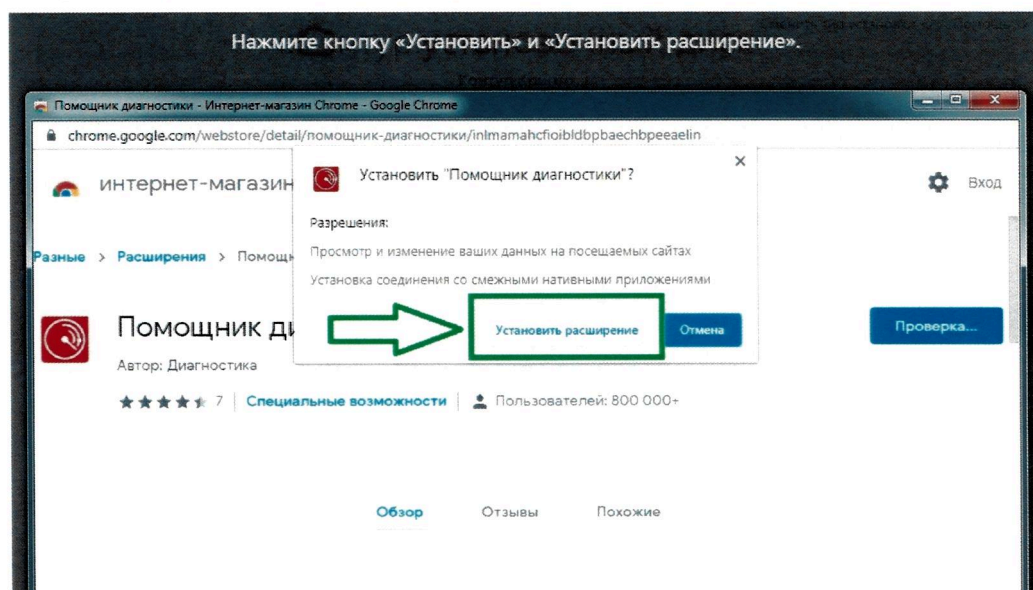 Нажмите кнопку «Установить» и «Установить расширение».
Помощник диагностики - Интернет-магазин Chrome - Google Chrome
chrome.google.com/webstore/detail/помощник-диагностики/inlmamahcfioibldbpbaechbpeeaelin
интернет-магазин
Вход
Установить "Помощник диагностики"?
Разрешения:
Просмотр и изменение ваших данных на посещаемых сайтах
Установка соединения со смежными нативными приложениями
Установить расширение
Отмена
Разные > Расширения > Помощн
Помощник ди
Проверка...
Автор: Диагностика
7 Специальные возможности Пользователей: 800 000+
Обзор Отзывы Похожие